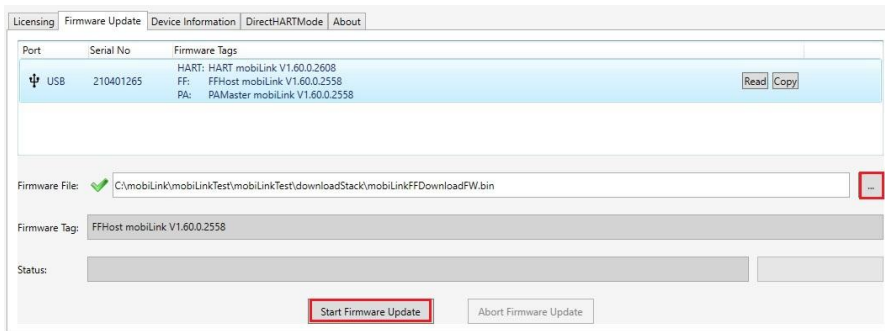 Licensing Firmware Update Device Information DirectHARTMode About
Port Serial No Firmware Tags
USB 210401265 HART: HART mobiLink V1.60.0.2608
FF: FFHost mobiLink V1.60.0.2558
PA: PAMaster mobiLink V1.60.0.2558
Read Copy
Firmware File: C:\mobiLink\mobiLinkTest\mobiLinkTest\downloadStack\mobiLinkFFDownloadFW.bin ...
Firmware Tag: FFHost mobiLink V1.60.0.2558
Status:
Start Firmware Update Abort Firmware Update